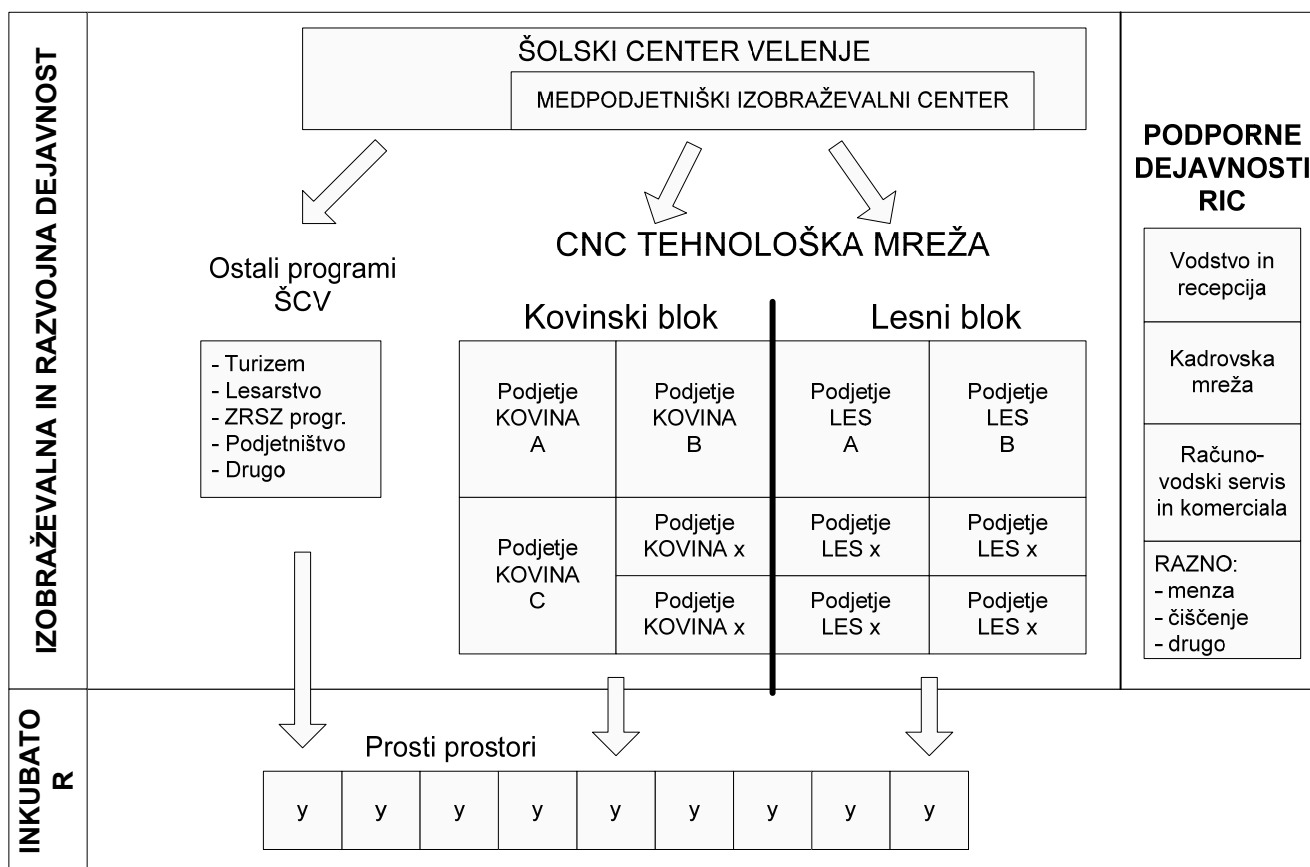 IZOBRAŽEVALNA IN RAZVOJNA DEJAVNOST
ŠOLSKI CENTER VELENJE
MEDPODJETNIŠKI IZOBRAŽEVALNI CENTER
Ostali programi
ŠCV
- Turizem
- Lesarstvo
- ZRSZ progr.
- Podjetništvo
- Drugo
CNC TEHNOLOŠKA MREŽA
Kovinski blok
Lesni blok
Podjetje
KOVINA
A
Podjetje
KOVINA
B
Podjetje
LES
A
Podjetje
LES
B
Podjetje
KOVINA
C
Podjetje
KOVINA x
Podjetje
LES x
Podjetje
LES x
Podjetje
KOVINA x
Podjetje
LES x
Podjetje
LES x
PODPORNE
DEJAVNOSTI
RIC
Vodstvo in
recepcija
Kadrovska
mreža
Računo-
vodski servis
in komerciala
RAZNO:
- menza
- čiščenje
- drugo
INKUBATO
R
Prosti prostori
y y y y y y y y y